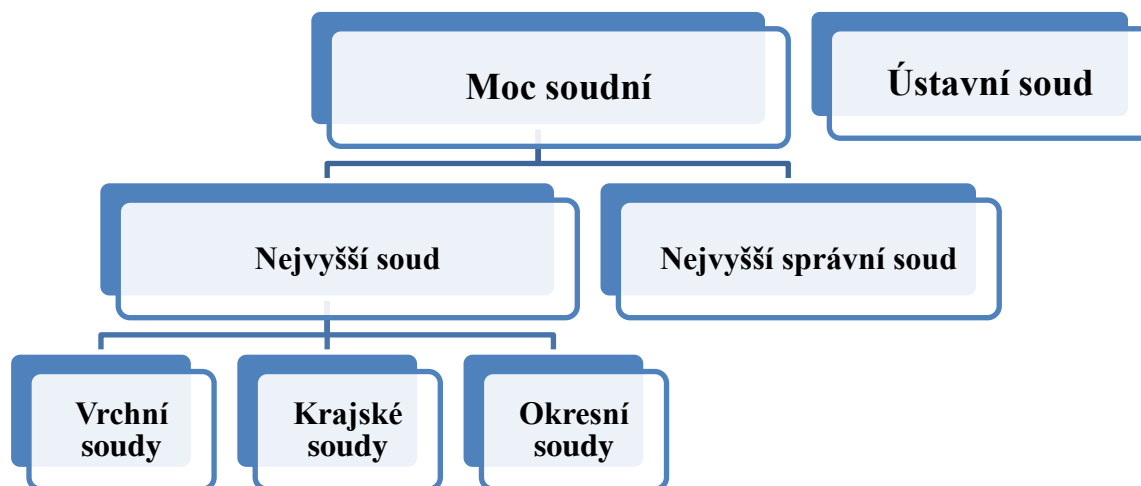 Moc soudní
Ústavní soud
Nejvyšší soud
Nejvyšší správní soud
Vrchní
soudy
Krajské
soudy
Okresní
soudy